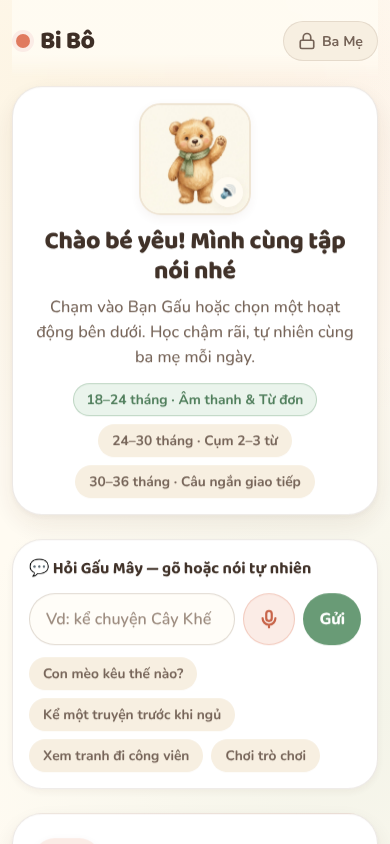 Bi Bô
Ba Mẹ
Chào bé yêu! Mình cùng tập
nói nhé
Chạm vào Bạn Gấu hoặc chọn một hoạt
động bên dưới. Học chậm rãi, tự nhiên cùng
ba mẹ mỗi ngày.
18–24 tháng · Âm thanh & Từ đơn
24–30 tháng · Cụm 2–3 từ
30–36 tháng · Câu ngắn giao tiếp
💬 Hỏi Gấu Mây — gõ hoặc nói tự nhiên
Vd: kể chuyện Cây Khế
Gửi
Con mèo kêu thế nào?
Kể một truyện trước khi ngủ
Xem tranh đi công viên
Chơi trò chơi